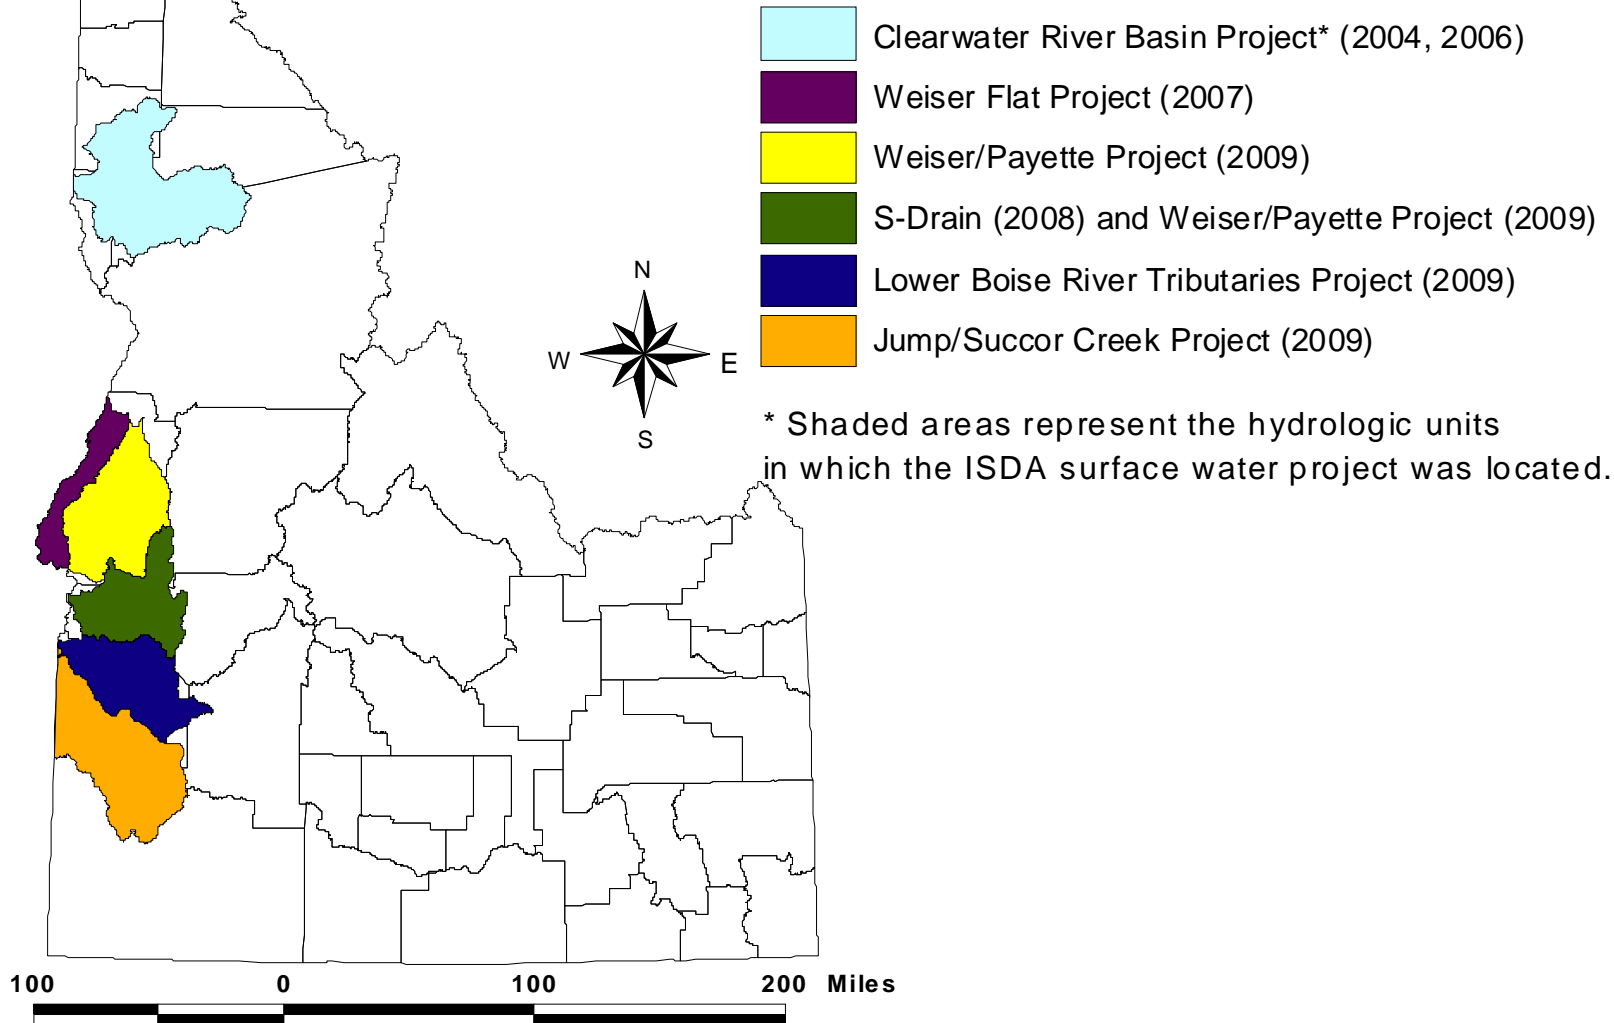 Clearwater River Basin Project* (2004, 2006)
Weiser Flat Project (2007)
Weiser/Payette Project (2009)
S-Drain (2008) and Weiser/Payette Project (2009)
Lower Boise River Tributaries Project (2009)
Jump/Succor Creek Project (2009)
N
W
E
S
* Shaded areas represent the hydrologic units
in which the ISDA surface water project was located.
100 0 100 200 Miles